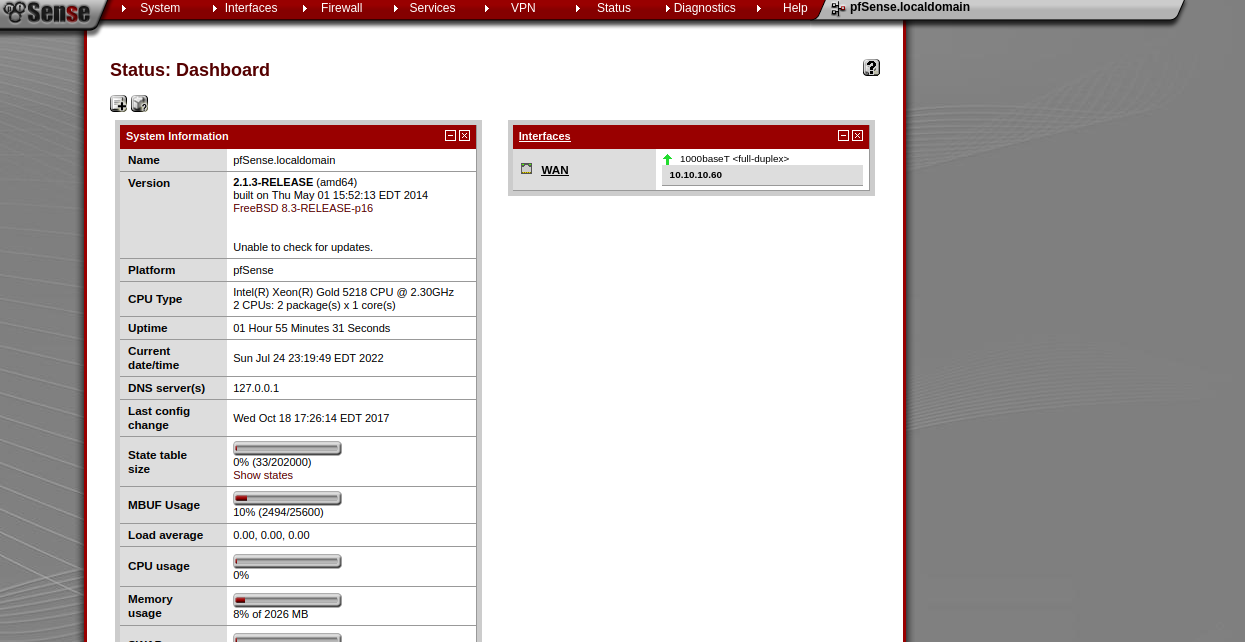 Sense
System
Interfaces
Firewall
Services
VPN
Status
Diagnostics
Help
pfSense.localdomain
Status: Dashboard
System Information
Name
pfSense.localdomain
Version
2.1.3-RELEASE (amd64)
built on Thu May 01 15:52:13 EDT 2014
FreeBSD 8.3-RELEASE-p16
Unable to check for updates.
Platform
pfSense
CPU Type
Intel(R) Xeon(R) Gold 5218 CPU @ 2.30GHz
2 CPUs: 2 package(s) x 1 core(s)
Uptime
01 Hour 55 Minutes 31 Seconds
Current
date/time
Sun Jul 24 23:19:49 EDT 2022
DNS server(s)
127.0.0.1
Last config
change
Wed Oct 18 17:26:14 EDT 2017
State table
size
0% (33/202000)
Show states
MBUF Usage
10% (2494/25600)
Load average
0.00, 0.00, 0.00
CPU usage
0%
Memory
usage
8% of 2026 MB
Interfaces
WAN
1000baseT <full-duplex>
10.10.10.60